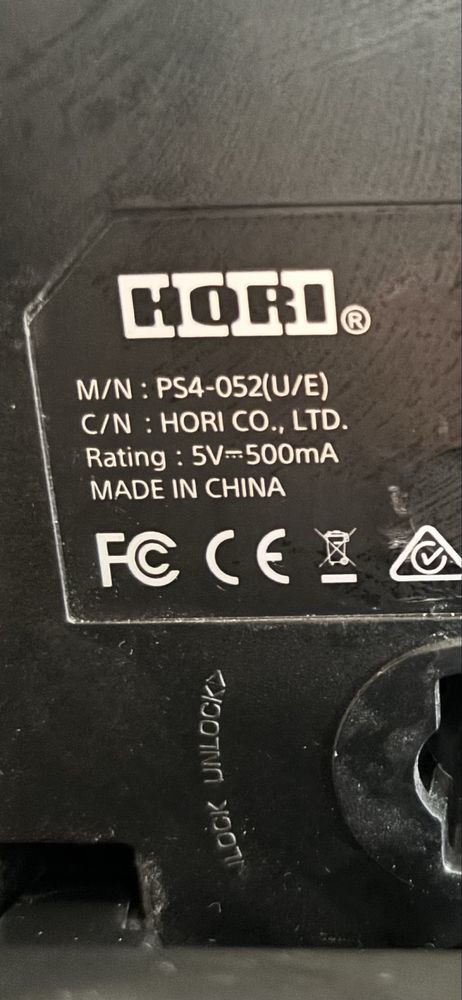 HORI®
M/N : PS4-052(U/E)
C/N : HORI CO., LTD.
Rating : 5V⎓500mA
MADE IN CHINA
FC CE
LOCK UNLOCK